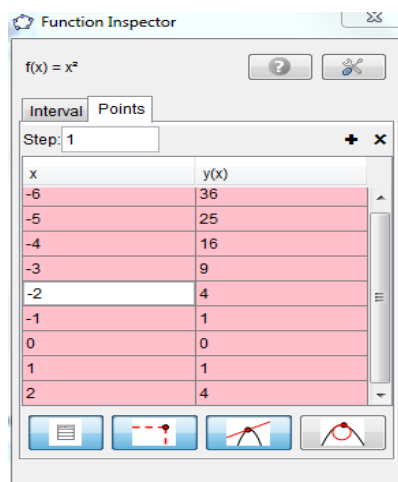 Function Inspector
f(x) = x²
Interval Points
Step: 1
x y(x)
-6 36
-5 25
-4 16
-3 9
-2 4
-1 1
0 0
1 1
2 4